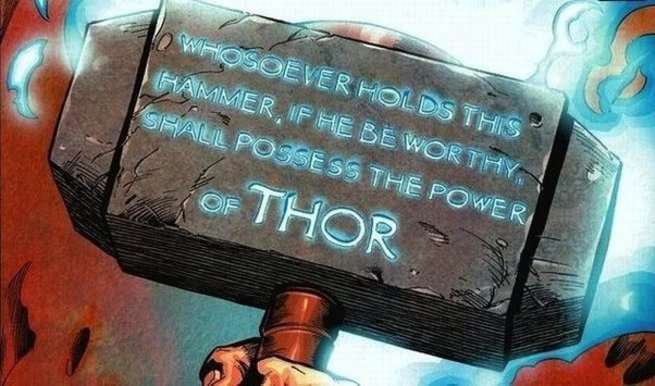 WHOSOEVER HOLDS THIS
HAMMER, IF HE BE WORTHY,
SHALL POSSESS THE POWER
OF THOR